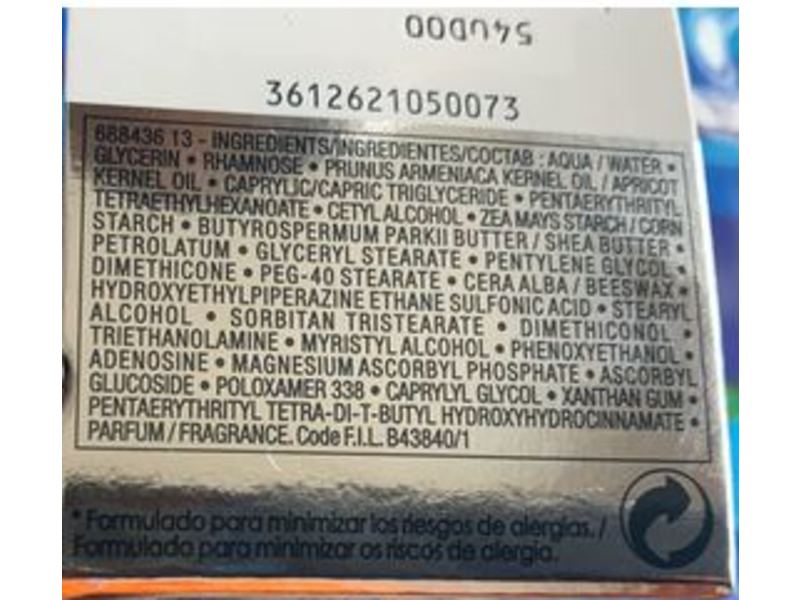 54UD00
3612621050073
688436 13 - INGREDIENTS/INGREDIENTES/СОСТАВ : AQUA / WATER •
GLYCERIN • RHAMNOSE • PRUNUS ARMENIACA KERNEL OIL / APRICOT
KERNEL OIL • CAPRYLIC/CAPRIC TRIGLYCERIDE • PENTAERYTHRITYL
TETRAETHYLHEXANOATE • CETYL ALCOHOL • ZEA MAYS STARCH / CORN
STARCH • BUTYROSPERMUM PARKII BUTTER / SHEA BUTTER •
PETROLATUM • GLYCERYL STEARATE • PENTYLENE GLYCOL •
DIMETHICONE • PEG-40 STEARATE • CERA ALBA / BEESWAX •
HYDROXYETHYLPIPERAZINE ETHANE SULFONIC ACID • STEARYL
ALCOHOL • SORBITAN TRISTEARATE • DIMETHICONOL •
TRIETHANOLAMINE • MYRISTYL ALCOHOL • PHENOXYETHANOL •
ADENOSINE • MAGNESIUM ASCORBYL PHOSPHATE • ASCORBYL
GLUCOSIDE • POLOXAMER 338 • CAPRYLYL GLYCOL • XANTHAN GUM •
PENTAERYTHRITYL TETRA-DI-T-BUTYL HYDROXYHYDROCINNAMATE •
PARFUM / FRAGRANCE. Code F.I.L. B43840/1
*Formulado para minimizar los riesgos de alergias. /
Formulado para minimizar os riscos de alergia.